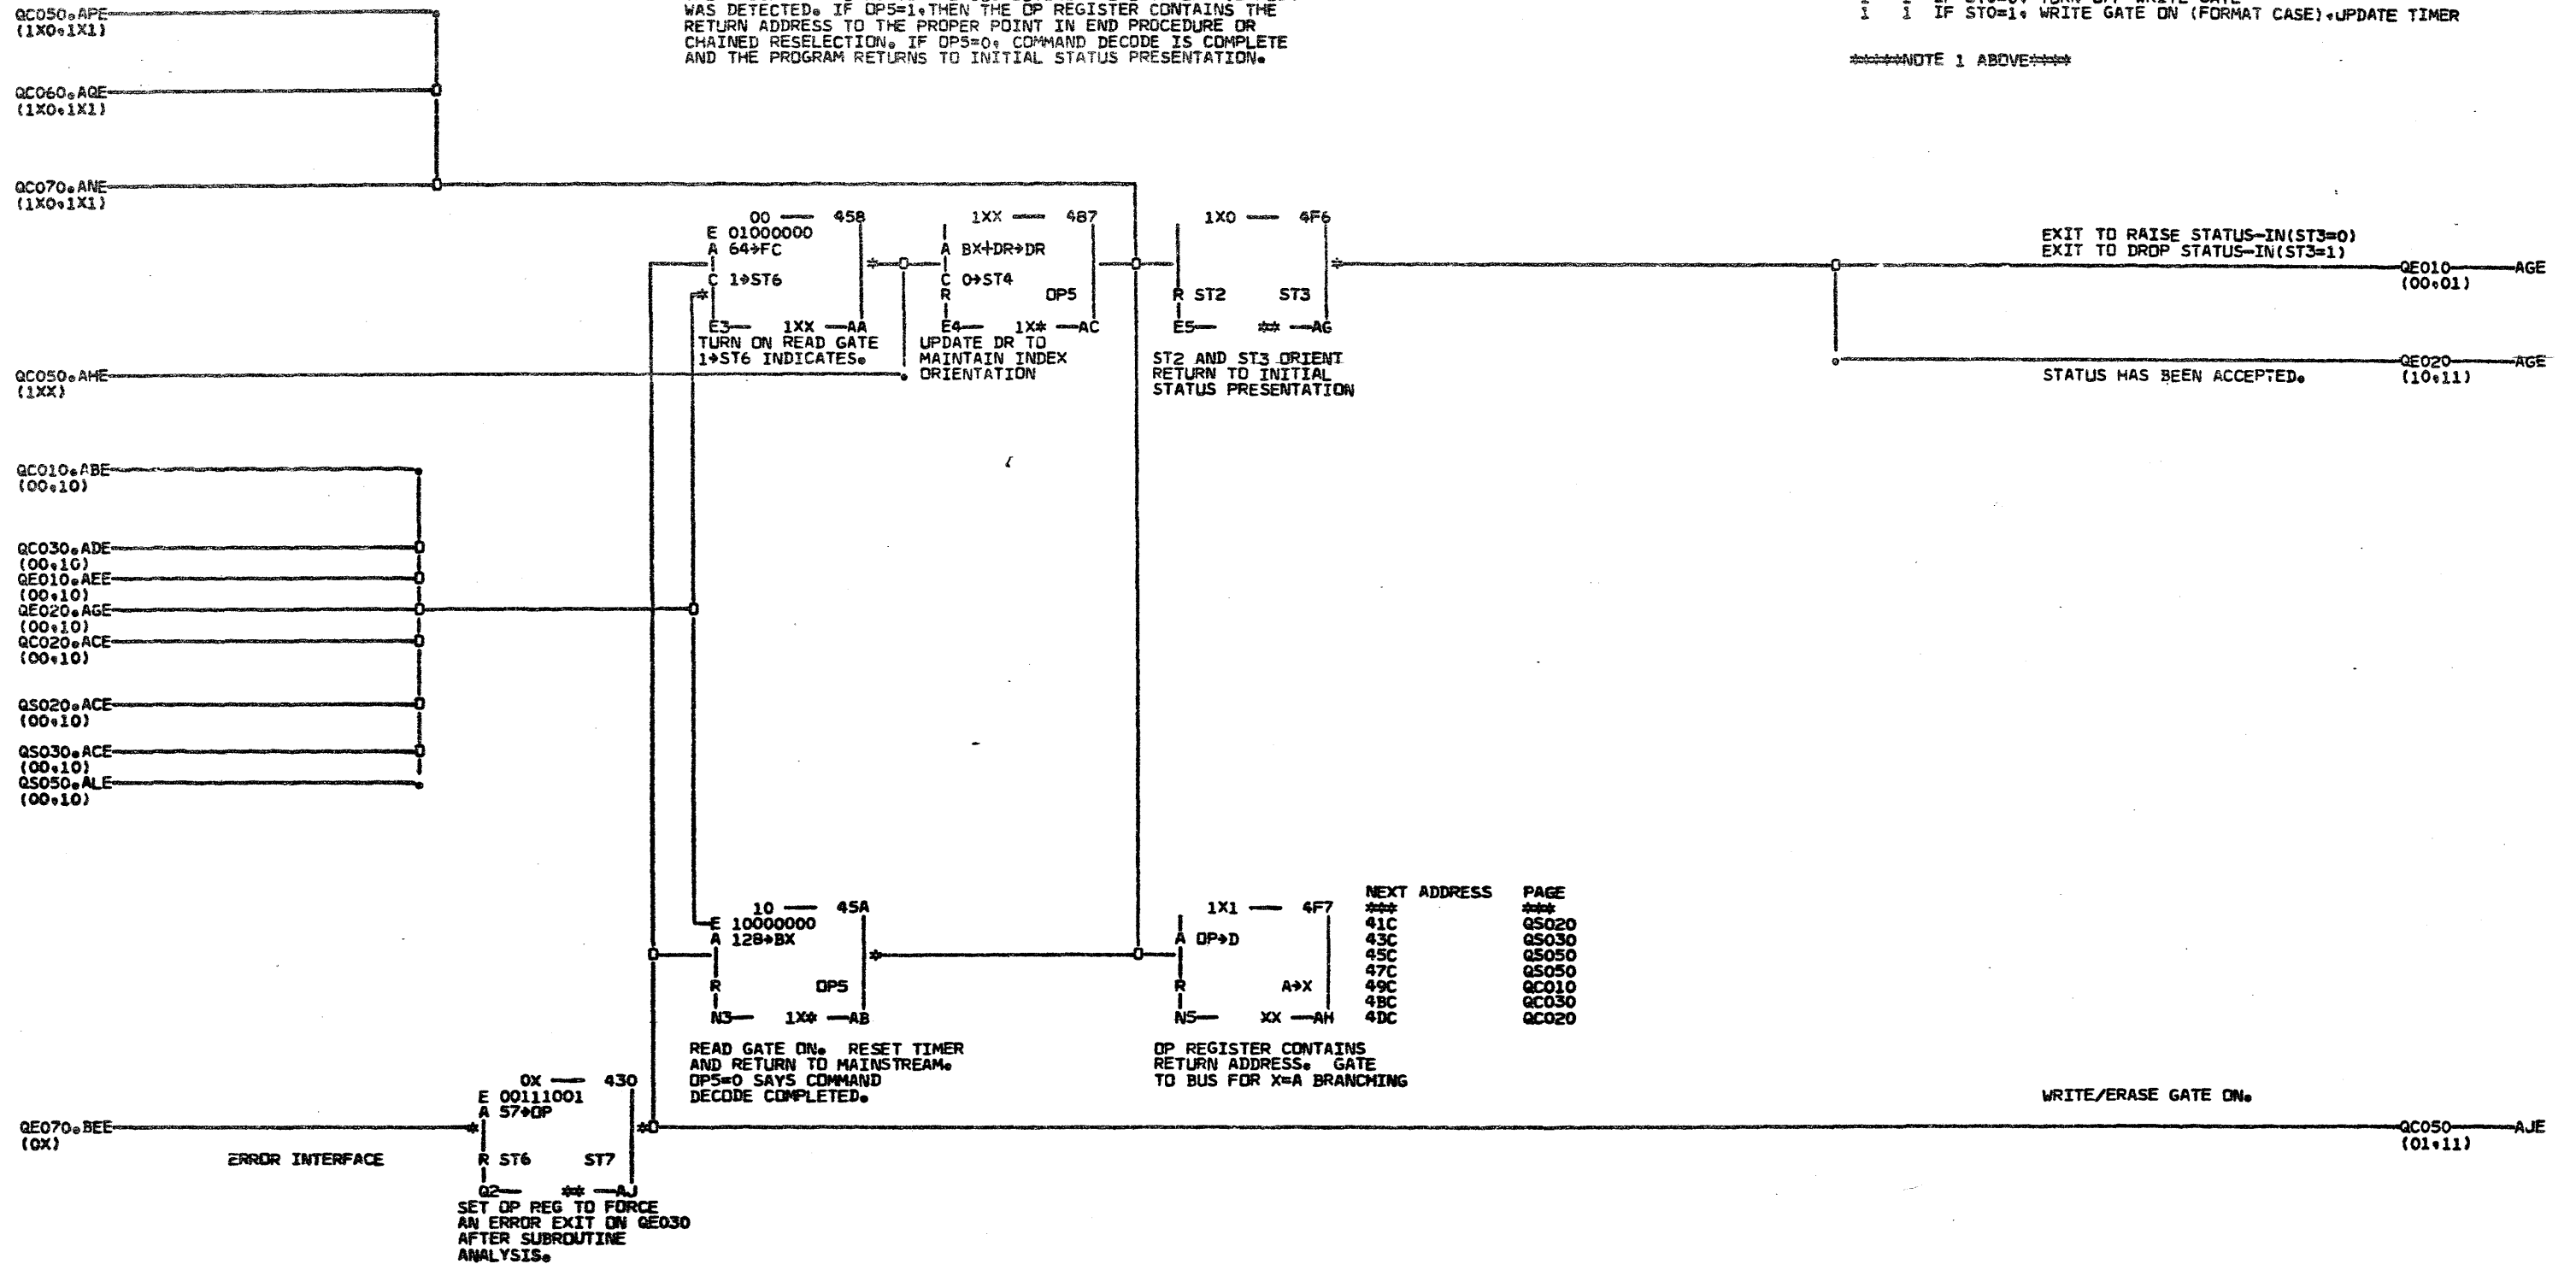 QC050.APE
(1X0,1X1)
WAS DETECTED. IF OP5=1,THEN THE OP REGISTER CONTAINS THE
RETURN ADDRESS TO THE PROPER POINT IN END PROCEDURE OR
CHAINED RESELECTION. IF OP5=0, COMMAND DECODE IS COMPLETE
AND THE PROGRAM RETURNS TO INITIAL STATUS PRESENTATION.
1 1 IF ST0=1, WRITE GATE ON (FORMAT CASE),UPDATE TIMER
*****NOTE 1 ABOVE****
QC060.AQE
(1X0,1X1)
QC070.ANE
(1X0,1X1)
00 — 458
E 01000000
A 64→FC
C 1→ST6
*
E3— 1XX —AA
TURN ON READ GATE
1→ST6 INDICATES.
*
1XX — 487
A BX+DR→DR
C 0→ST4
R OP5
E4— 1X* —AC
UPDATE DR TO
MAINTAIN INDEX
ORIENTATION
1X0 — 4F6
*
R ST2 ST3
E5— ** —AG
ST2 AND ST3 ORIENT
RETURN TO INITIAL
STATUS PRESENTATION
EXIT TO RAISE STATUS-IN(ST3=0)
EXIT TO DROP STATUS-IN(ST3=1)
QE010 AGE
(00,01)
QE020 AGE
STATUS HAS BEEN ACCEPTED. (10,11)
QC050.AHE
(1XX)
QC010.ABE
(00,10)
QC030.ADE
(00,10)
QE010.AEE
(00,10)
QE020.AGE
(00,10)
QC020.ACE
(00,10)
QS020.ACE
(00,10)
QS030.ACE
(00,10)
QS050.ALE
(00,10)
10 — 45A
E 10000000
A 128→BX
*
R OP5
N3— 1X* —AB
READ GATE ON. RESET TIMER
AND RETURN TO MAINSTREAM.
OP5=0 SAYS COMMAND
DECODE COMPLETED.
1X1 — 4F7
A OP→D
R A→X
N5— XX —AH
OP REGISTER CONTAINS
RETURN ADDRESS. GATE
TO BUS FOR X=A BRANCHING
NEXT ADDRESS PAGE
*** ***
41C QS020
43C QS030
45C QS050
47C QS050
49C QC010
4BC QC030
4DC QC020
0X — 430
E 00111001
A 57→OP
QE070.BEE * *
(0X)
ERROR INTERFACE
R ST6 ST7
Q2— ** —AJ
SET OP REG TO FORCE
AN ERROR EXIT ON QE030
AFTER SUBROUTINE
ANALYSIS.
WRITE/ERASE GATE ON.
QC050 AJE
(01,11)